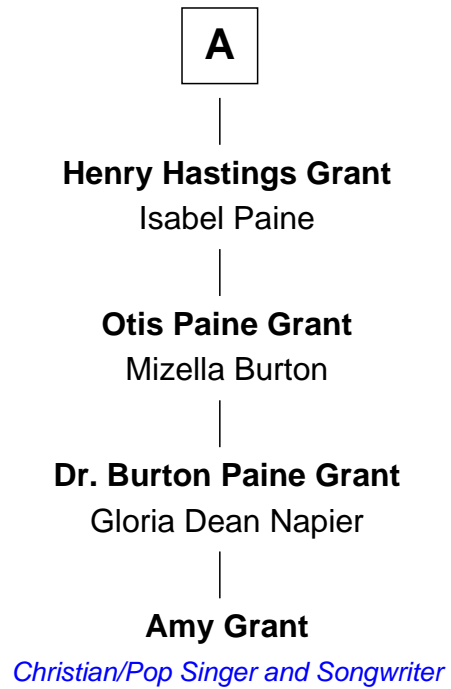 A
Henry Hastings Grant
Isabel Paine
Otis Paine Grant
Mizella Burton
Dr. Burton Paine Grant
Gloria Dean Napier
Amy Grant
Christian/Pop Singer and Songwriter